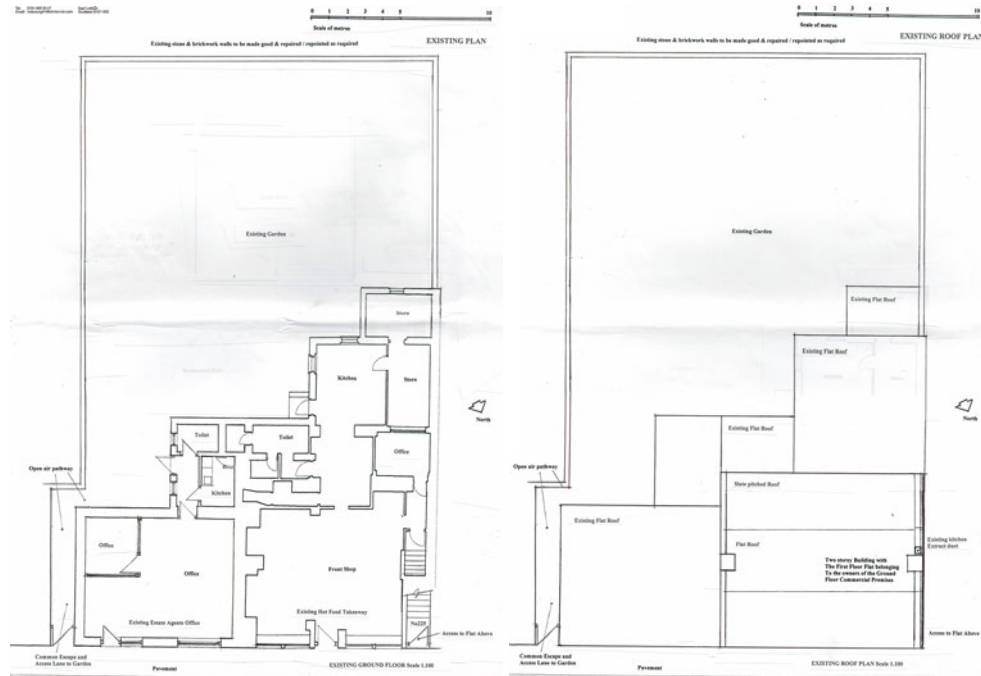 0 1 2 3 4 5 10
Scale of metres
Existing stone & brickwork walls to be made good & repaired / repointed as required
EXISTING PLAN
Existing Garden
Store
Kitchen
Store
North
Toilet
Toilet
Office
Open air pathway
Kitchen
Office
Office
Front Shop
Existing Hot Food Takeaway
Existing Estate Agents Office
No225
Access to Flat Above
Common Escape and
Access Lane to Garden
Pavement
EXISTING GROUND FLOOR Scale 1.100
0 1 2 3 4 5 10
Scale of metres
Existing stone & brickwork walls to be made good & repaired / repointed as required
EXISTING ROOF PLAN
Existing Garden
Existing Flat Roof
Existing Flat Roof
North
Existing Flat Roof
Open air pathway
Slate pitched Roof
Existing Flat Roof
Flat Roof
Existing kitchen
Extract duct
Two storey Building with
The First Floor Flat belonging
To the owners of the Ground
Floor Commercial Premises
Access to Flat Above
Common Escape and
Access Lane to Garden
Pavement
EXISTING ROOF PLAN Scale 1.100